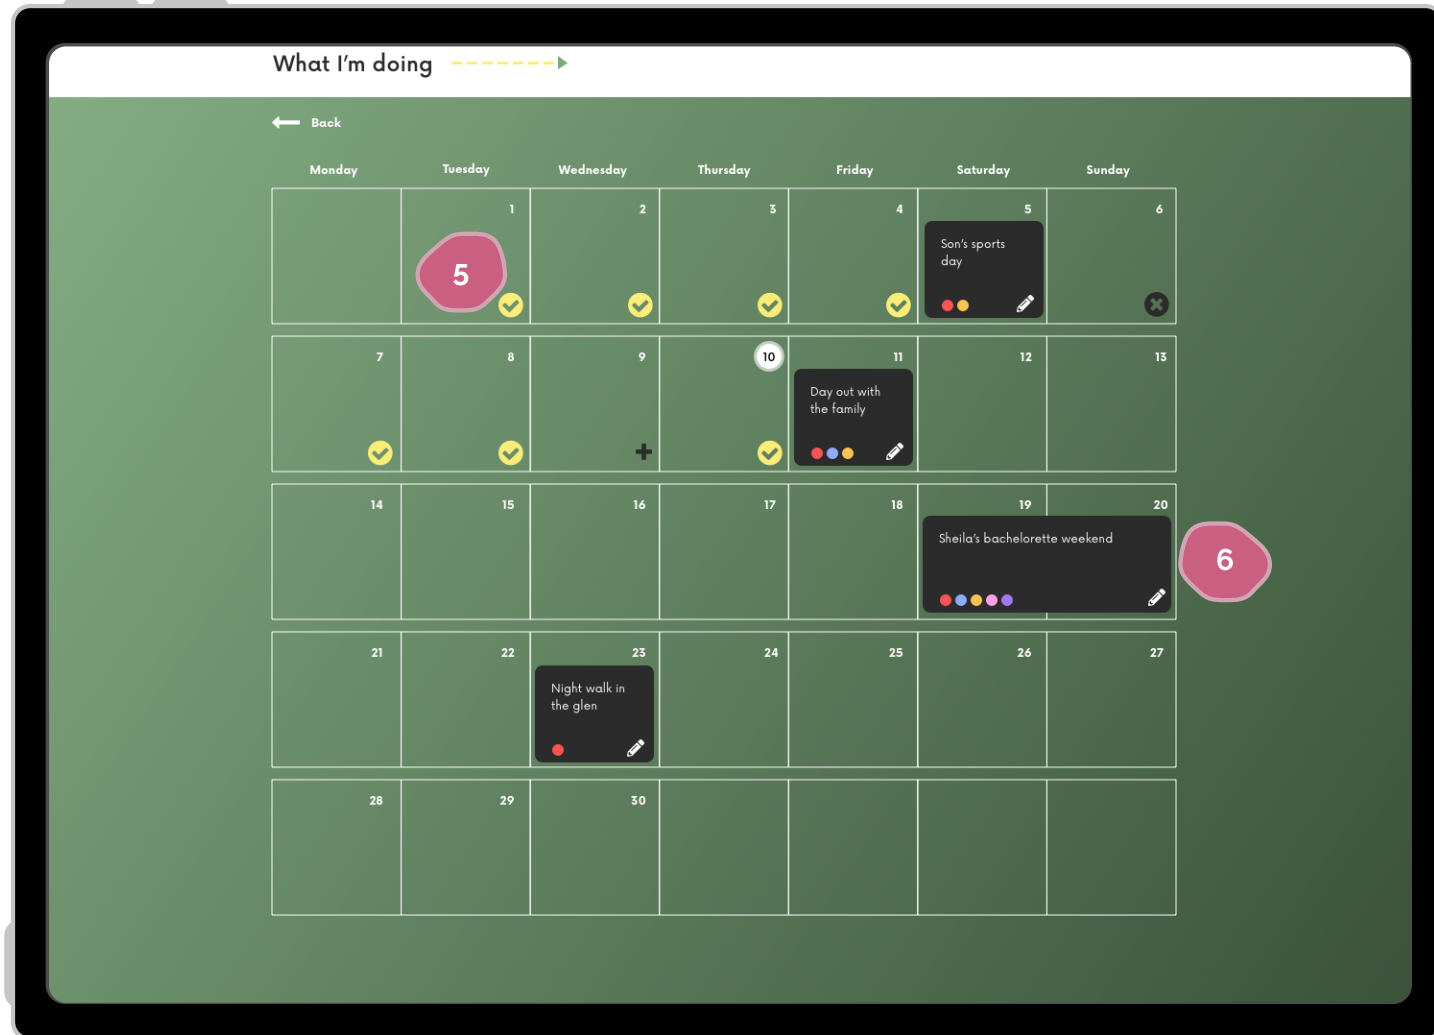 What I'm doing
Back
Monday Tuesday Wednesday Thursday Friday Saturday Sunday
1 2 3 4 5 6
Son's sports
day
5
7 8 9 10 11 12 13
Day out with
the family
14 15 16 17 18 19 20
Sheila's bachelorette weekend
6
21 22 23 24 25 26 27
Night walk in
the glen
28 29 30